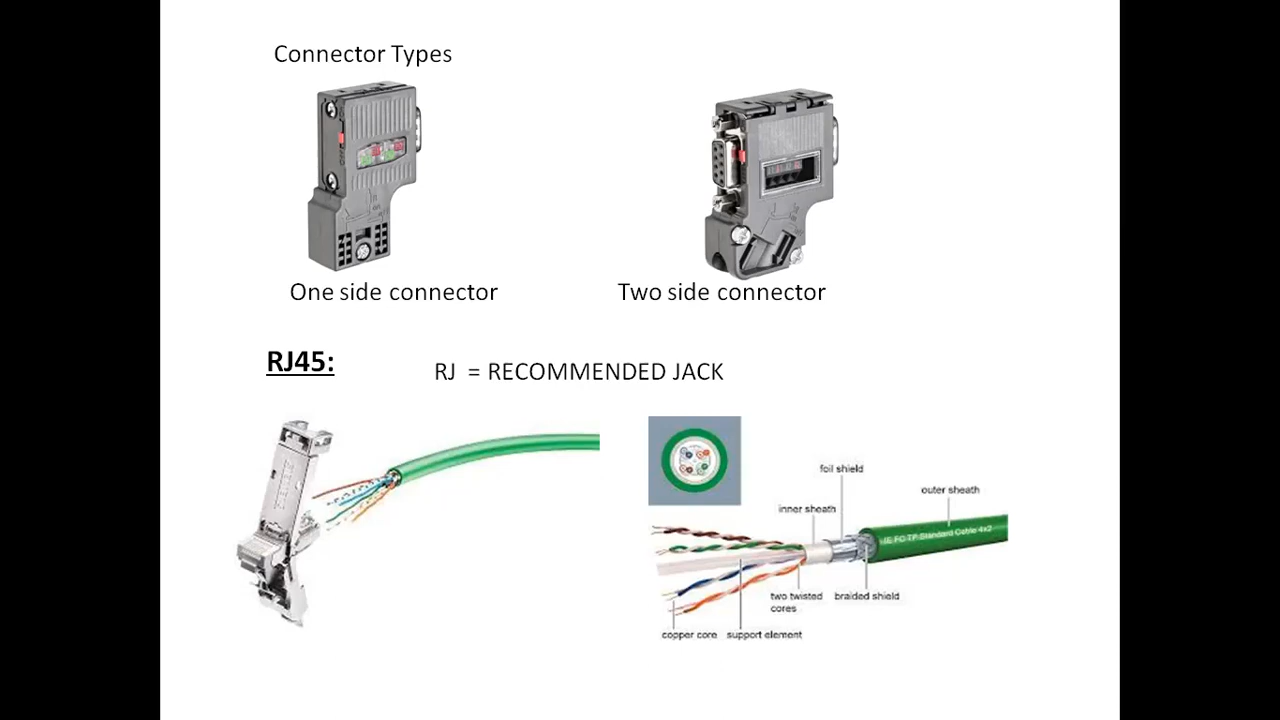 Connector Types
One side connector
Two side connector
RJ45:
RJ = RECOMMENDED JACK
foil shield
outer sheath
inner sheath
IE FC TP Standard Cable 4x2
two twisted
cores
braided shield
copper core
support element